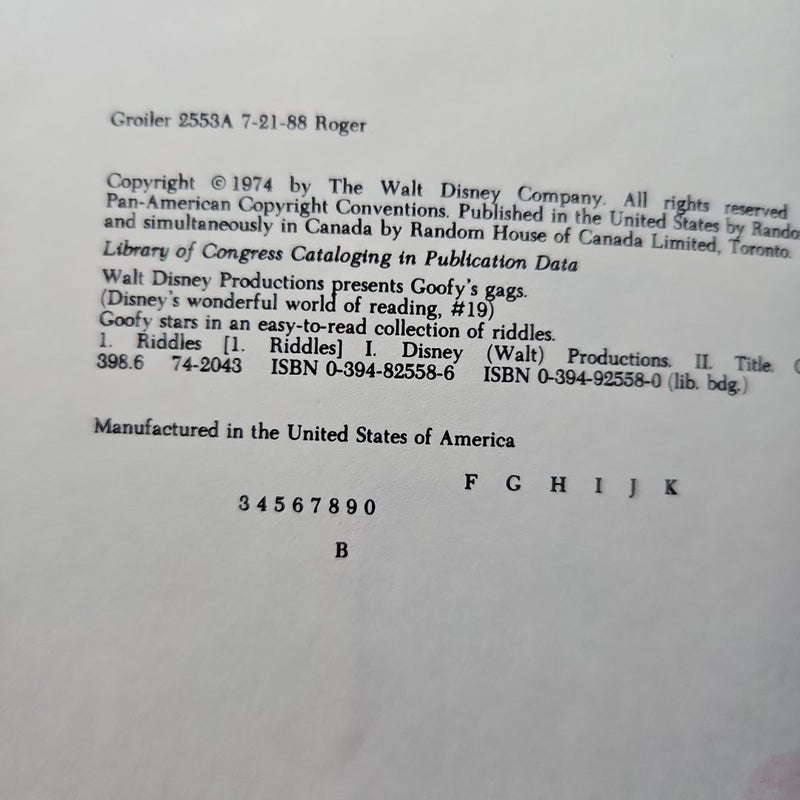 Groiler 2553A 7-21-88 Roger
Copyright © 1974 by The Walt Disney Company. All rights reserved
Pan-American Copyright Conventions. Published in the United States by
and simultaneously in Canada by Random House of Canada Limited, Toronto.
Library of Congress Cataloging in Publication Data
Walt Disney Productions presents Goofy's gags.
(Disney's wonderful world of reading, #19)
Goofy stars in an easy-to-read collection of riddles.
1. Riddles [1. Riddles] I. Disney (Walt) Productions. II. Title.
398.6 74-2043 ISBN 0-394-82558-6 ISBN 0-394-92558-0 (lib. bdg.)
Manufactured in the United States of America
F G H I J K
3 4 5 6 7 8 9 0
B